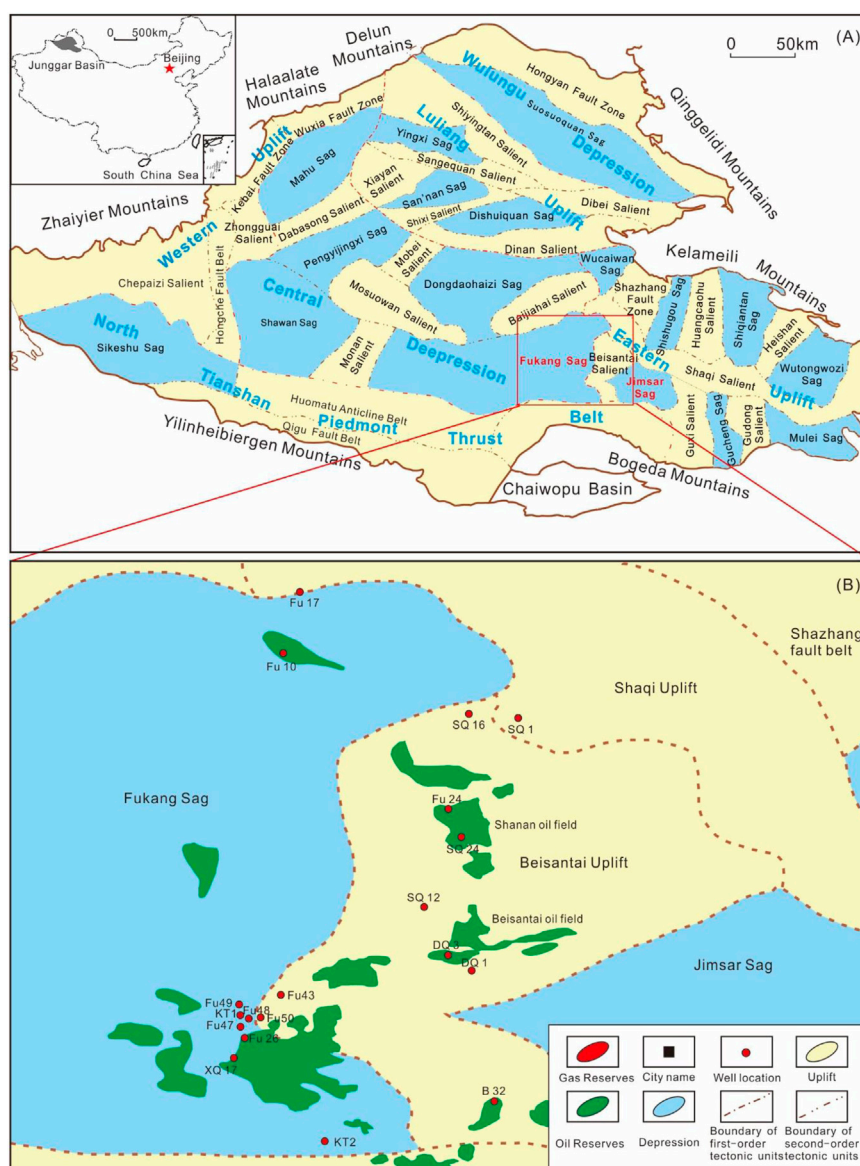 0 500km
Beijing
Junggar Basin
South China Sea
(A)
0 50km
Delun
Mountains
Halaalate
Mountains
Qinggelidi Mountains
Wulungu
Depression
Hongyan Fault Zone
Suosuoquan Sag
Luliang
Uplift
Shiyingtan Salient
Yingxi Sag
Sangequan Salient
Uplift
Wuxia Fault Zone
Kebai Fault Zone
Mahu Sag
Xiayan
Salient
San'nan Sag
Shixi Salient
Dishuiquan Sag
Dibei Salient
Zhaiyier Mountains
Western
Zhongguai
Salient
Dabasong Salient
Pengyijingxi Sag
Mobei
Salient
Dinan Salient
Wucaiwan
Sag
Kelameili
Mountains
Chepaizi Salient
Hongche Fault Belt
Central
Deepression
Shawan Sag
Mosuowan Salient
Dongdaohaizi Sag
Beijiahai Salient
Shazhang
Fault
Zone
Shishugou Sag
Huangcaohu
Salient
Shiqiantan
Sag
Heishan
Salient
Wutongwozi
Sag
North
Sikeshu Sag
Tianshan
Monan
Salient
Fukang Sag
Beisantai
Salient
Eastern
Uplift
Jimsar
Sag
Shaqi Salient
Guxi Salient
Gucheng Sag
Gudong
Salient
Mulei Sag
Huomatu Anticline Belt
Piedmont
Qigu Fault Belt
Thrust
Belt
Yilinheibiergen Mountains
Bogeda Mountains
Chaiwopu Basin
(B)
Fu 17
Fu 10
Shazhang
fault belt
Shaqi Uplift
SQ 16
SQ 1
Fukang Sag
Fu 24
Shanan oil field
SQ 24
Beisantai Uplift
SQ 12
Beisantai oil field
DQ 3
DQ 1
Jimsar Sag
Fu43
Fu49
KT1
Fu48
Fu50
Fu47
Fu 26
XQ 17
B 32
KT2
Gas Reserves
City name
Well location
Uplift
Oil Reserves
Depression
Boundary of
first-order
tectonic units
Boundary of
second-order
tectonic units